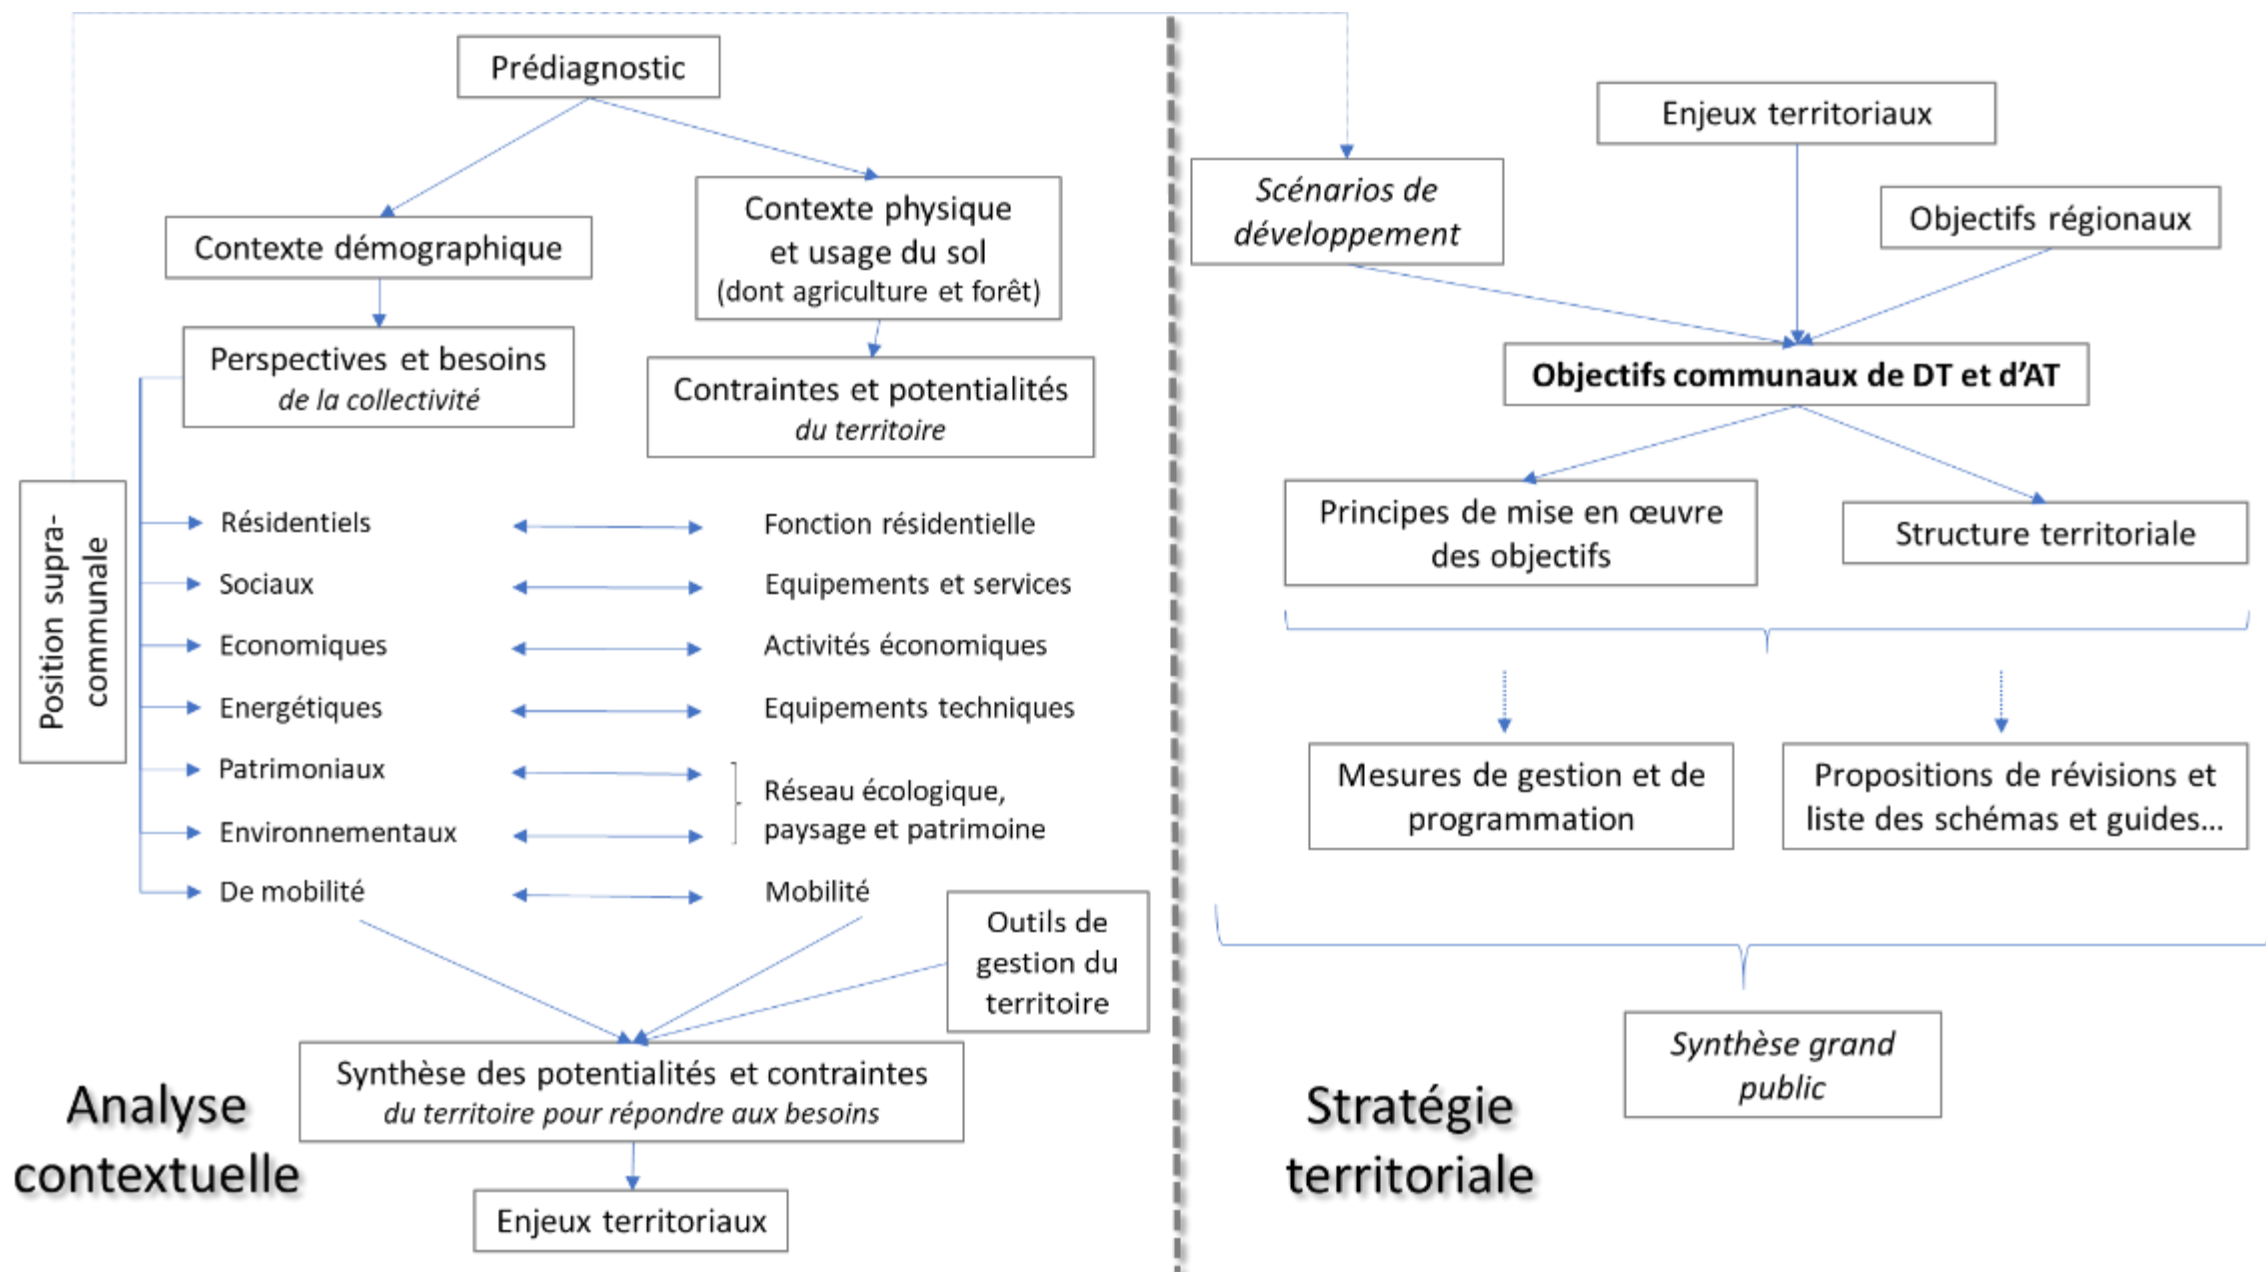 Prédiagnostic
Contexte démographique
Contexte physique
et usage du sol
(dont agriculture et forêt)
Perspectives et besoins
de la collectivité
Contraintes et potentialités
du territoire
Position supra-
communale
Résidentiels
Fonction résidentielle
Sociaux
Equipements et services
Economiques
Activités économiques
Energétiques
Equipements techniques
Patrimoniaux
Environnementaux
Réseau écologique,
paysage et patrimoine
De mobilité
Mobilité
Outils de
gestion du
territoire
Synthèse des potentialités et contraintes
du territoire pour répondre aux besoins
Analyse
contextuelle
Enjeux territoriaux
Enjeux territoriaux
Scénarios de
développement
Objectifs régionaux
Objectifs communaux de DT et d’AT
Principes de mise en œuvre
des objectifs
Structure territoriale
Mesures de gestion et de
programmation
Propositions de révisions et
liste des schémas et guides…
Synthèse grand
public
Stratégie
territoriale